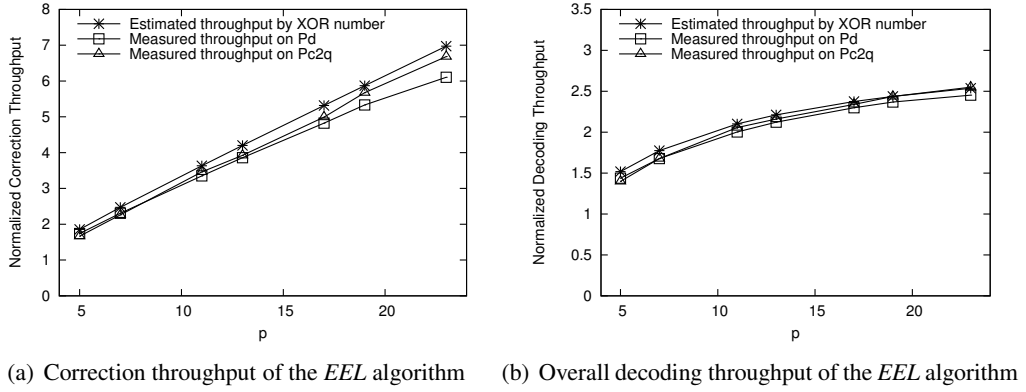 Normalized Correction Throughput
8
7
6
5
4
3
2
1
0
Estimated throughput by XOR number
Measured throughput on Pd
Measured throughput on Pc2q
5 10 15 20
p
(a) Correction throughput of the EEL algorithm
Normalized Decoding Throughput
3.5
3
2.5
2
1.5
1
0.5
0
Estimated throughput by XOR number
Measured throughput on Pd
Measured throughput on Pc2q
5 10 15 20
p
(b) Overall decoding throughput of the EEL algorithm